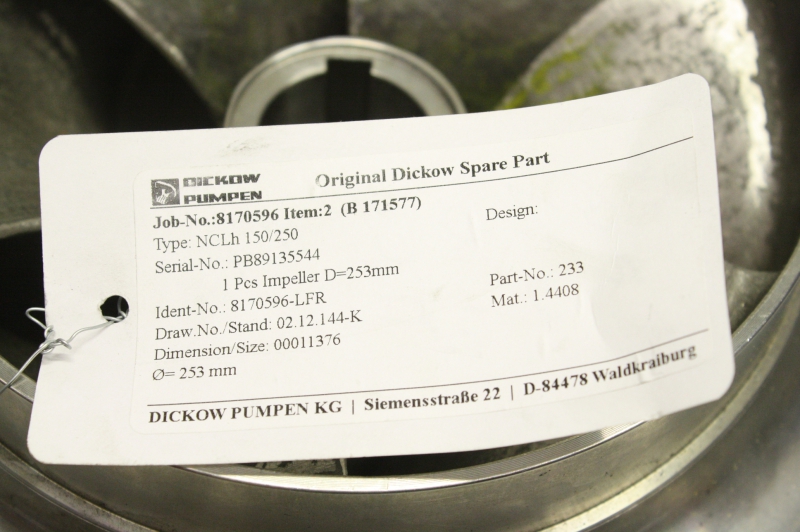 DICKOW
PUMPEN
Original Dickow Spare Part
Job-No.:8170596 Item:2 (B 171577)
Design:
Type: NCLh 150/250
Serial-No.: PB89135544
1 Pcs Impeller D=253mm
Part-No.: 233
Ident-No.: 8170596-LFR
Mat.: 1.4408
Draw.No./Stand: 02.12.144-K
Dimension/Size: 00011376
Ø= 253 mm
DICKOW PUMPEN KG | Siemensstraße 22 | D-84478 Waldkraiburg